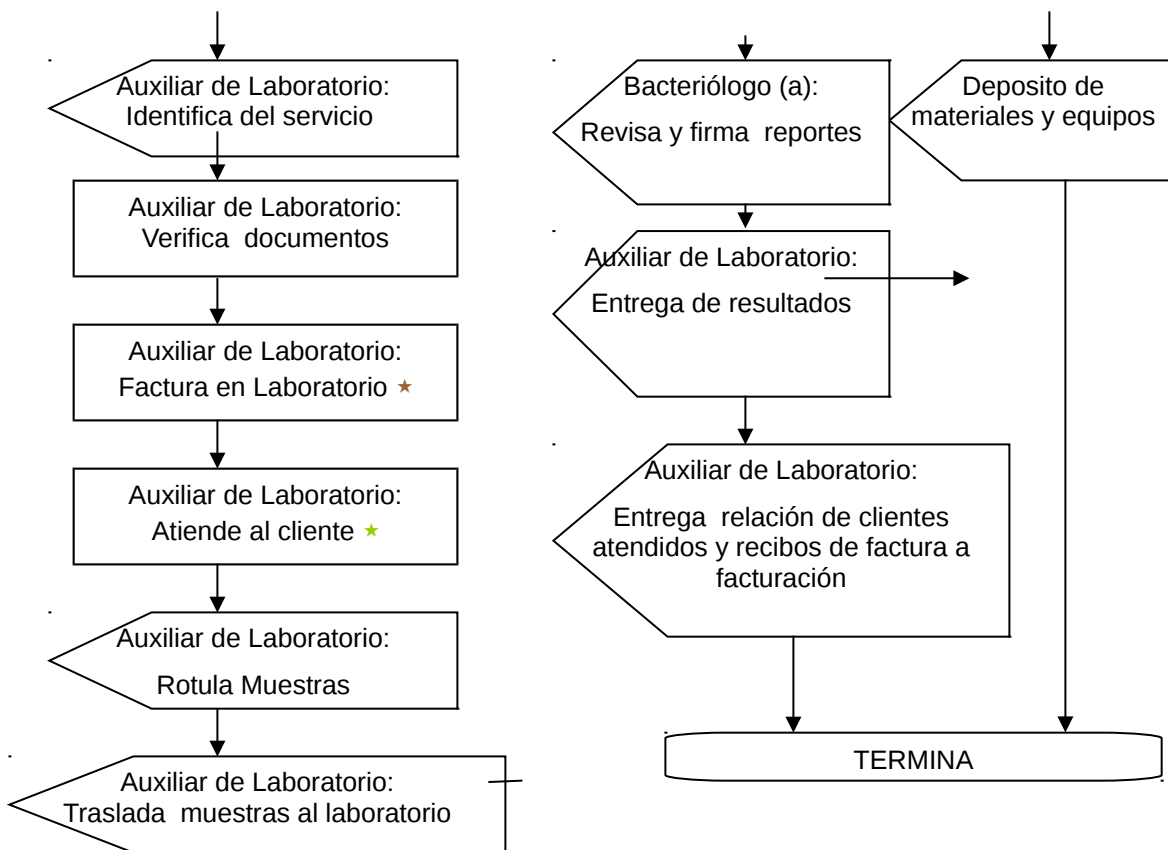 Auxiliar de Laboratorio:
Identifica del servicio
Auxiliar de Laboratorio:
Verifica documentos
Auxiliar de Laboratorio:
Factura en Laboratorio
Auxiliar de Laboratorio:
Atiende al cliente
Auxiliar de Laboratorio:
Rotula Muestras
Auxiliar de Laboratorio:
Traslada muestras al laboratorio
Bacteriólogo (a):
Revisa y firma reportes
Auxiliar de Laboratorio:
Entrega de resultados
Auxiliar de Laboratorio:
Entrega relación de clientes
atendidos y recibos de factura a
facturación
Deposito de
materiales y equipos
TERMINA